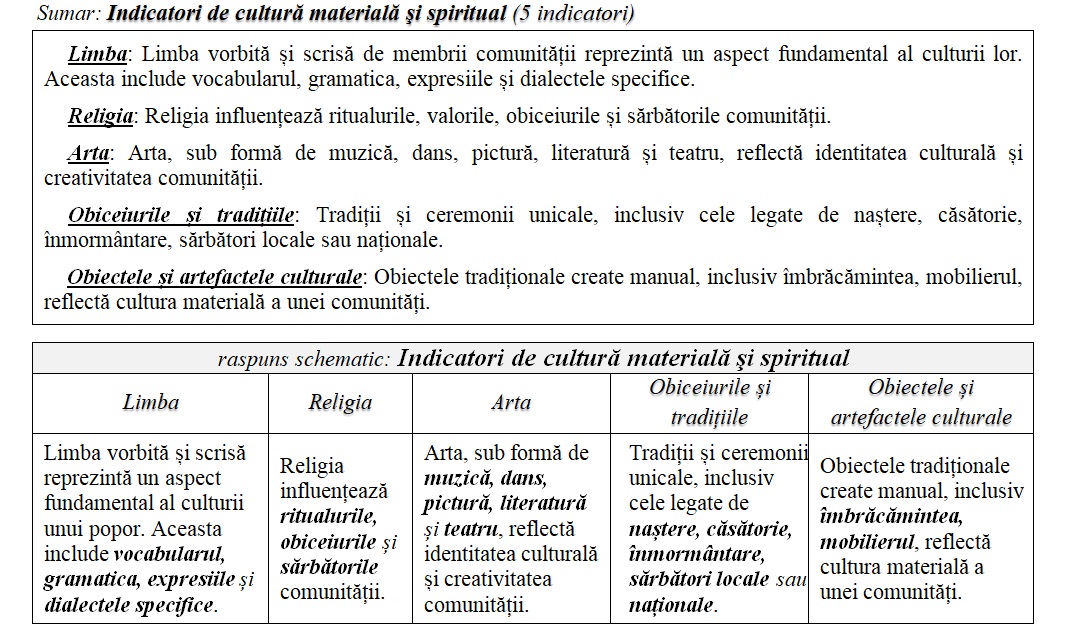 Sumar: Indicatori de cultură materială şi spiritual (5 indicatori)
Limba: Limba vorbită și scrisă de membrii comunității reprezintă un aspect fundamental al culturii lor.
Aceasta include vocabularul, gramatica, expresiile și dialectele specifice.
Religia: Religia influențează ritualurile, valorile, obiceiurile și sărbătorile comunității.
Arta: Arta, sub formă de muzică, dans, pictură, literatură și teatru, reflectă identitatea culturală și
creativitatea comunității.
Obiceiurile și tradițiile: Tradiții și ceremonii unicale, inclusiv cele legate de naștere, căsătorie,
înmormântare, sărbători locale sau naționale.
Obiectele și artefactele culturale: Obiectele tradiționale create manual, inclusiv îmbrăcămintea, mobilierul,
reflectă cultura materială a unei comunități.
raspuns schematic: Indicatori de cultură materială şi spiritual
Limba
Religia
Arta
Obiceiurile și
tradițiile
Obiectele și
artefactele culturale
Limba vorbită și scrisă
reprezintă un aspect
fundamental al culturii
unui popor. Aceasta
include vocabularul,
gramatica, expresiile și
dialectele specifice.
Religia
influențează
ritualurile,
obiceiurile și
sărbătorile
comunității.
Arta, sub formă de
muzică, dans,
pictură, literatură
și teatru, reflectă
identitatea culturală
și creativitatea
comunității.
Tradiții și ceremonii
unicale, inclusiv
cele legate de
naștere, căsătorie,
înmormântare,
sărbători locale sau
naționale.
Obiectele tradiționale
create manual, inclusiv
îmbrăcămintea,
mobilierul, reflectă
cultura materială a
unei comunități.